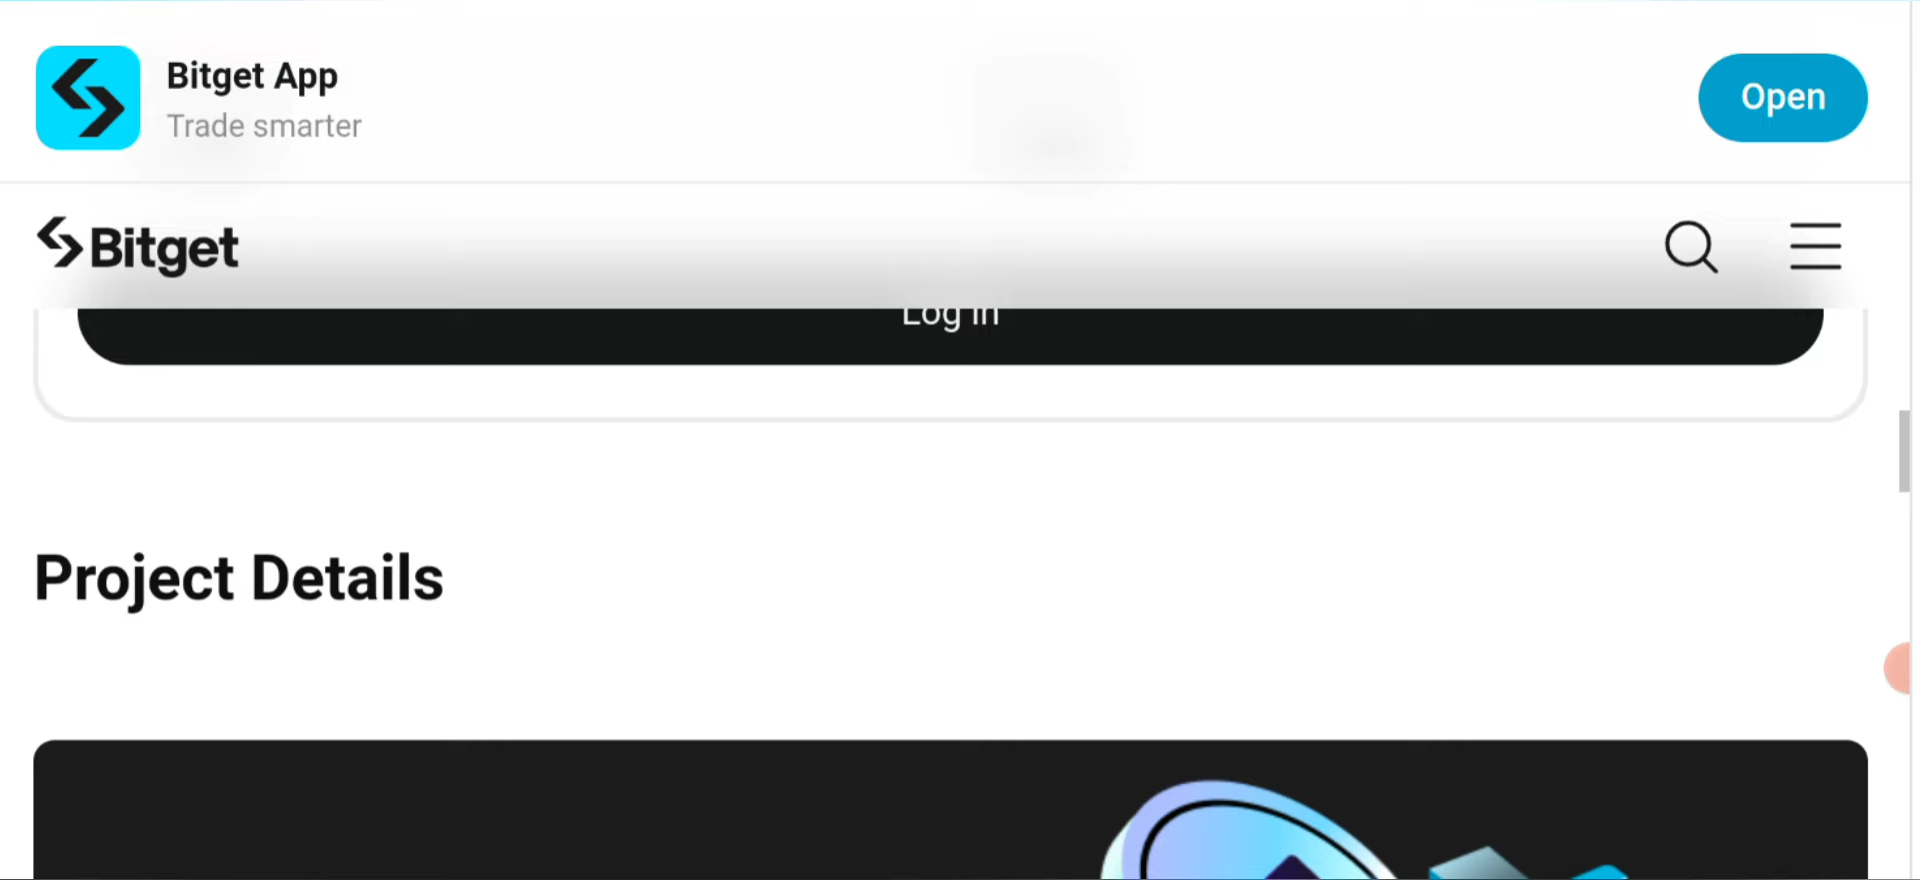 Bitget App
Trade smarter
Open
Bitget
Log in
Project Details